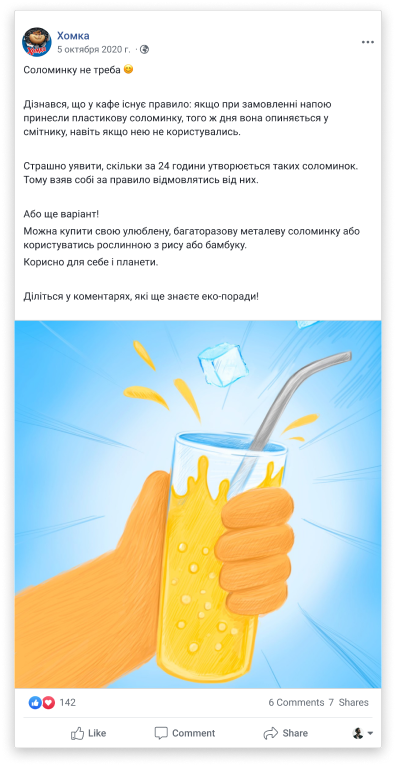 Хомка
5 октября 2020 г. ·
Соломинку не треба 😊
Дізнався, що у кафе існує правило: якщо при замовленні напою
принесли пластикову соломинку, того ж дня вона опиняється у
смітнику, навіть якщо нею не користувались.
Страшно уявити, скільки за 24 години утворюється таких соломинок.
Тому взяв собі за правило відмовлятись від них.
Або ще варіант!
Можна купити свою улюблену, багаторазову металеву соломинку або
користуватись рослинною з рису або бамбуку.
Корисно для себе і планети.
Діліться у коментарях, які ще знаєте еко-поради!
142
6 Comments 7 Shares
Like Comment Share